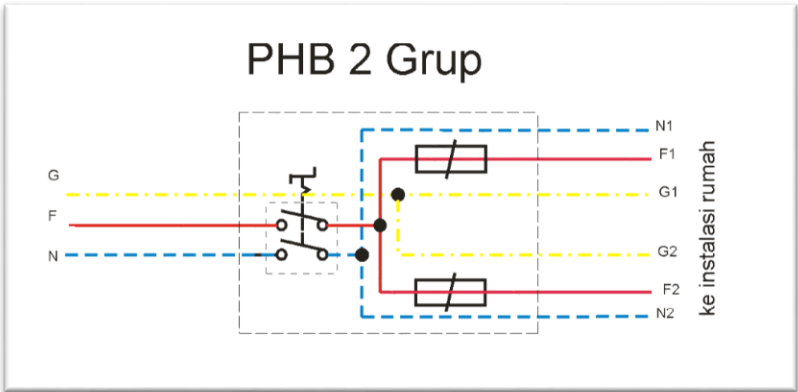 PHB 2 Grup
G
F
N
N1
F1
G1
G2
F2
N2
ke instalasi rumah